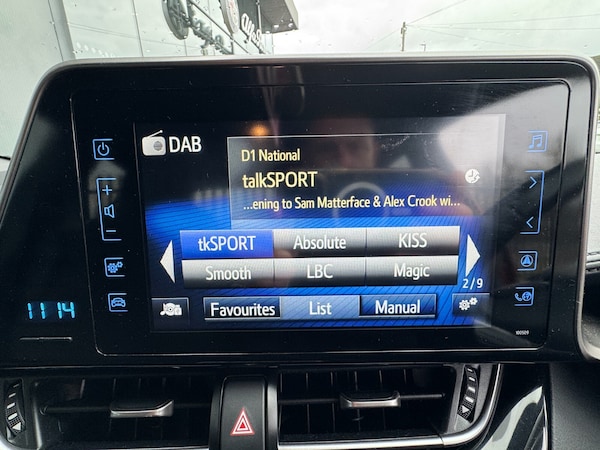 DAB
D1 National
talkSPORT
...ening to Sam Matterface & Alex Crook wi...
tkSPORT Absolute KISS
Smooth LBC Magic
2/9
Favourites List Manual
11:14
100509